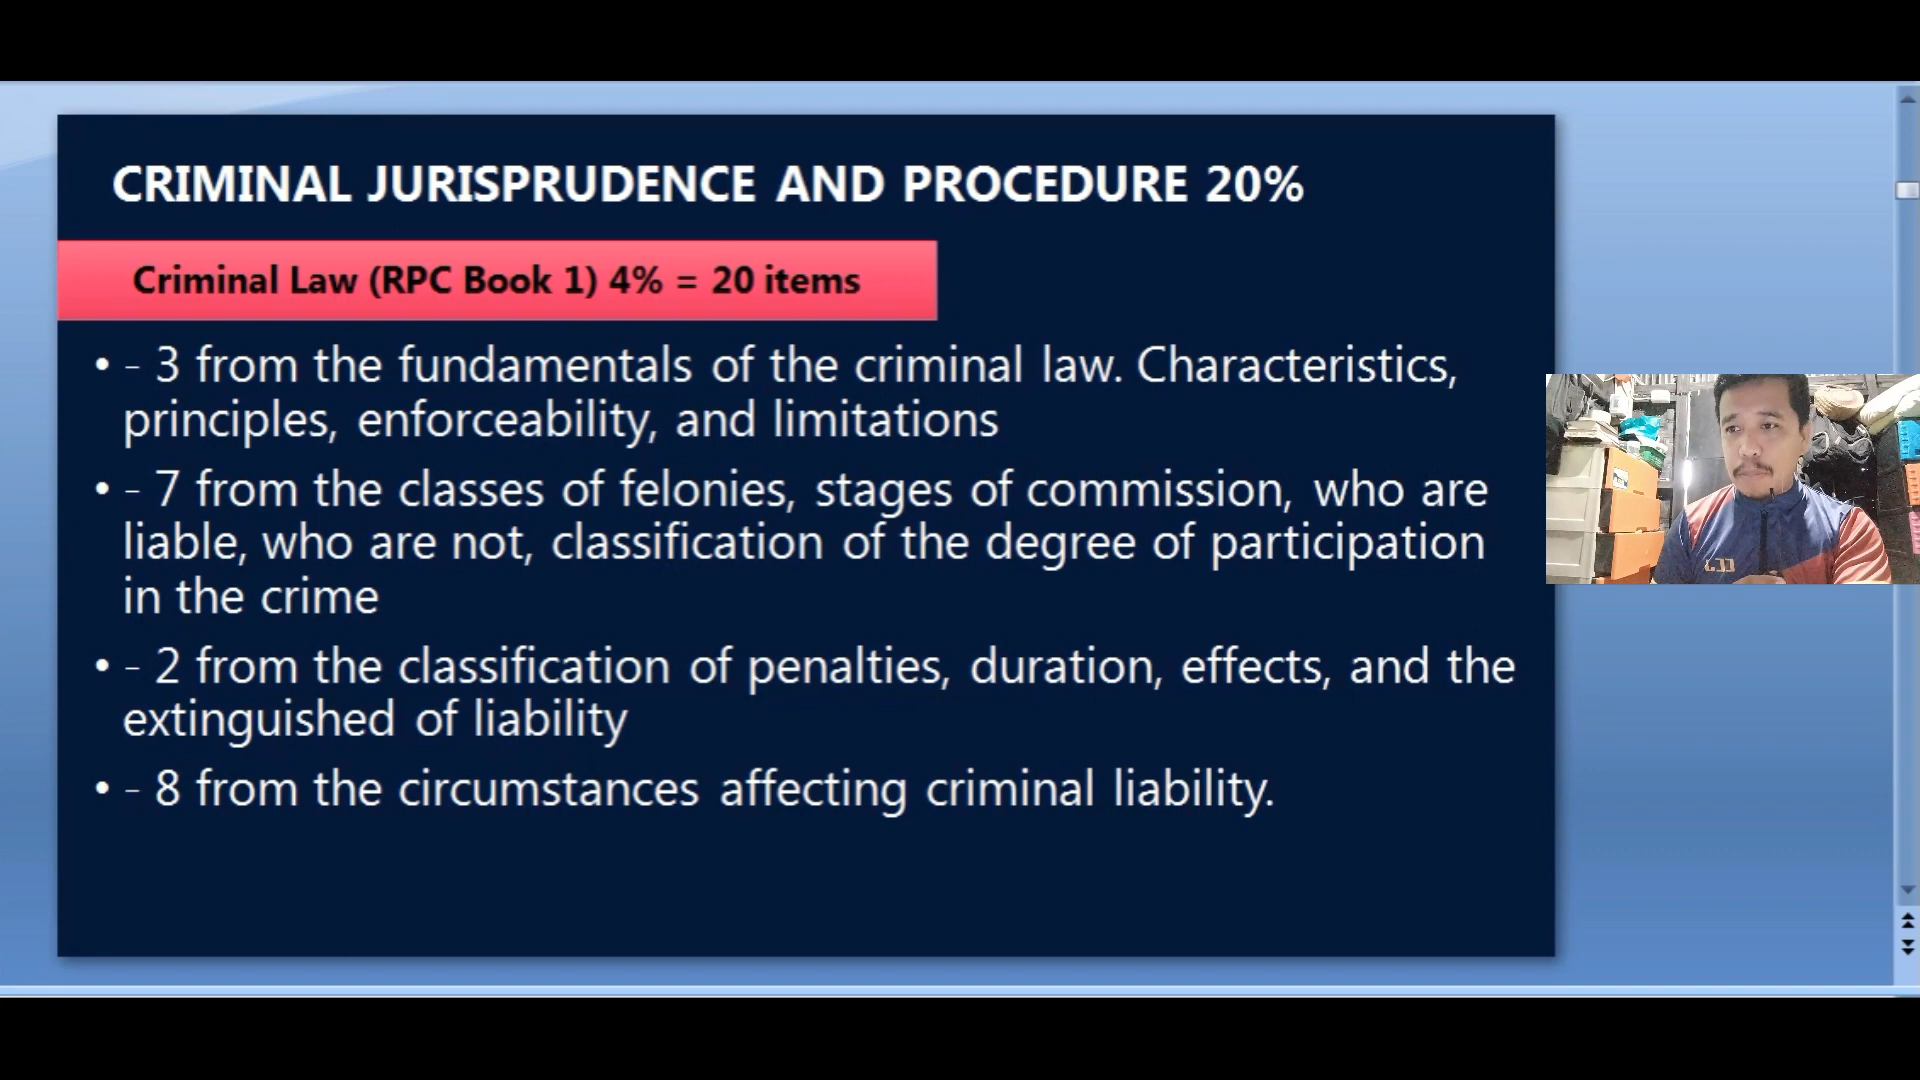 CRIMINAL JURISPRUDENCE AND PROCEDURE 20%
Criminal Law (RPC Book 1) 4% = 20 items
• - 3 from the fundamentals of the criminal law. Characteristics,
principles, enforceability, and limitations
• - 7 from the classes of felonies, stages of commission, who are
liable, who are not, classification of the degree of participation
in the crime
• - 2 from the classification of penalties, duration, effects, and the
extinguished of liability
• - 8 from the circumstances affecting criminal liability.